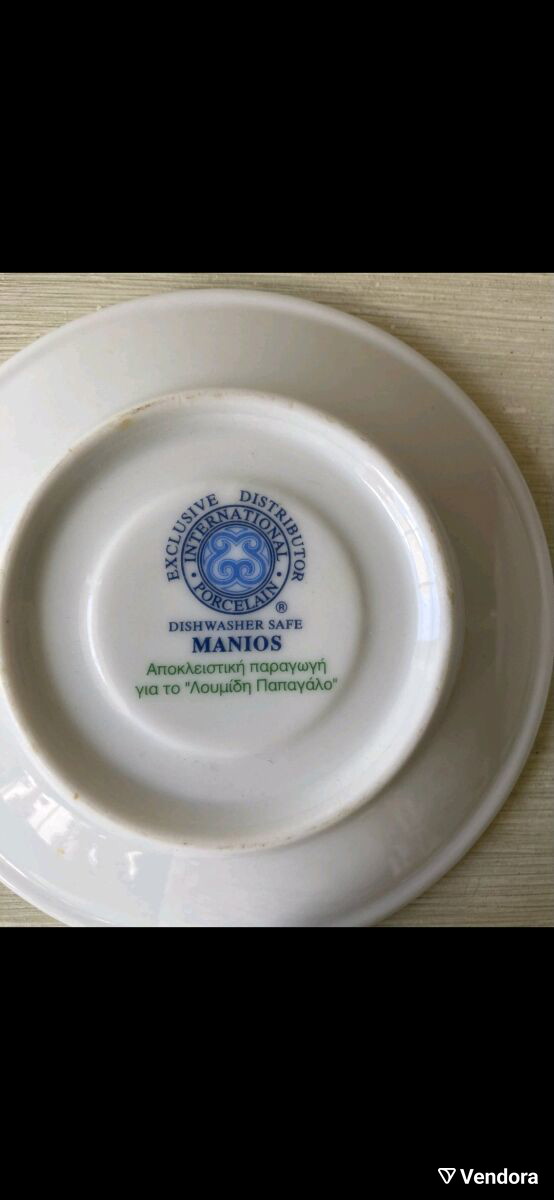 EXCLUSIVE DISTRIBUTOR
INTERNATIONAL
PORCELAIN
®
DISHWASHER SAFE
MANIOS
Αποκλειστική παραγωγή
για το "Λουμίδη Παπαγάλο"
Vendora